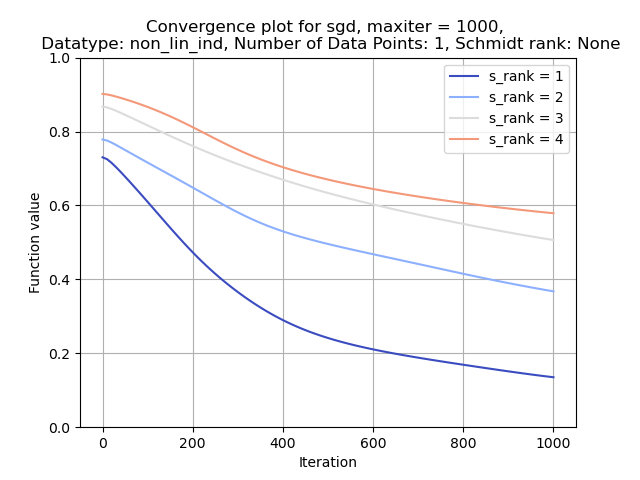 Convergence plot for sgd, maxiter = 1000,
Datatype: non_lin_ind, Number of Data Points: 1, Schmidt rank: None
1.0
0.8
0.6
0.4
0.2
0.0
Function value
s_rank = 1
s_rank = 2
s_rank = 3
s_rank = 4
0 200 400 600 800 1000
Iteration